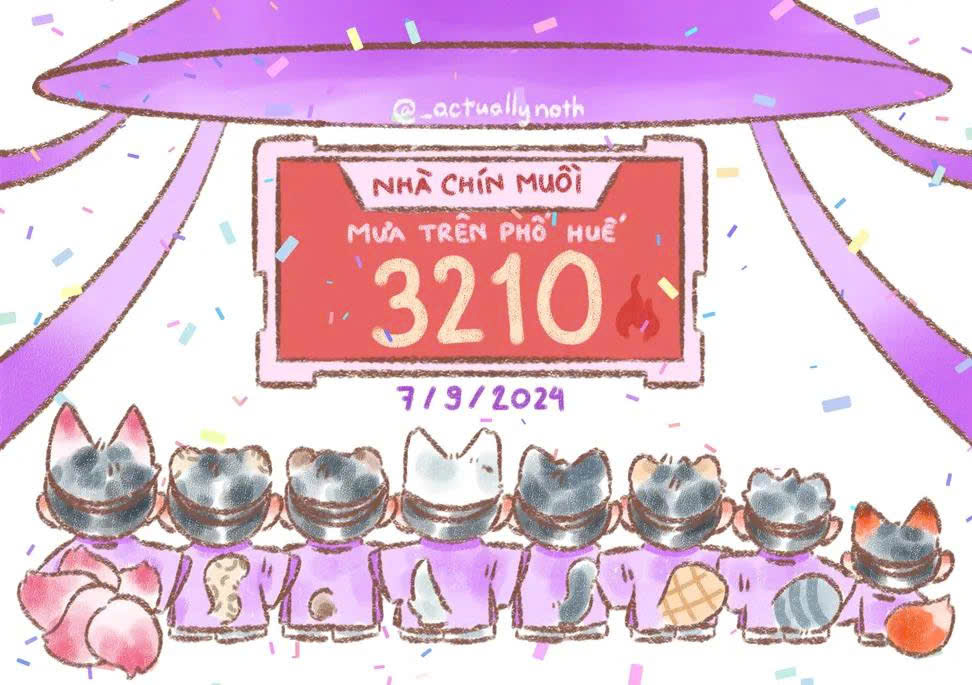 @_actuallynoth
NHÀ CHÍN MUỒI
MƯA TRÊN PHỐ HUẾ
3210
7/9/2024